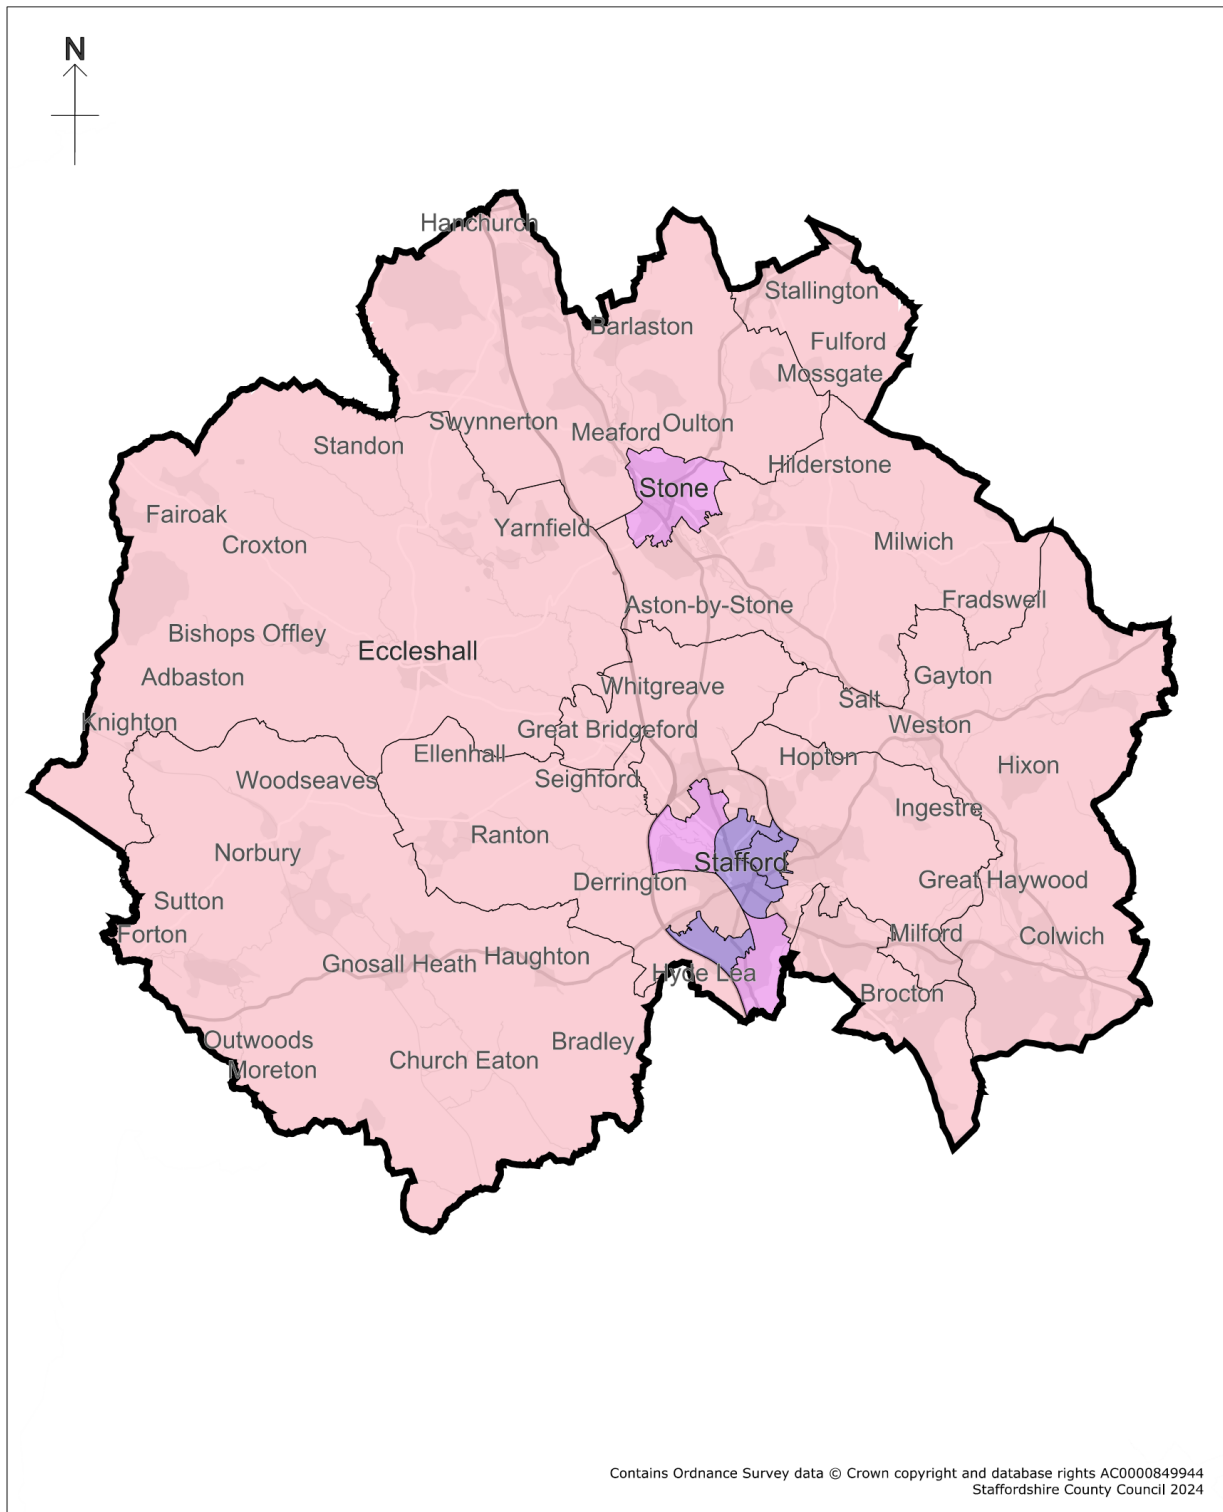 N
Hanchurch
Stallington
Barlaston
Fulford
Mossgate
Swynnerton
Oulton
Meaford
Standon
Hilderstone
Stone
Fairoak
Yarnfield
Croxton
Milwich
Fradswell
Aston-by-Stone
Bishops Offley
Eccleshall
Adbaston
Gayton
Whitgreave
Salt
Knighton
Weston
Great Bridgeford
Ellenhall
Hopton
Hixon
Woodseaves
Seighford
Ingestre
Ranton
Norbury
Stafford
Derrington
Great Haywood
Sutton
Forton
Milford
Colwich
Haughton
Gnosall Heath
Hyde Lea
Brocton
Outwoods
Bradley
Church Eaton
Moreton
Contains Ordnance Survey data © Crown copyright and database rights AC0000849944
Staffordshire County Council 2024